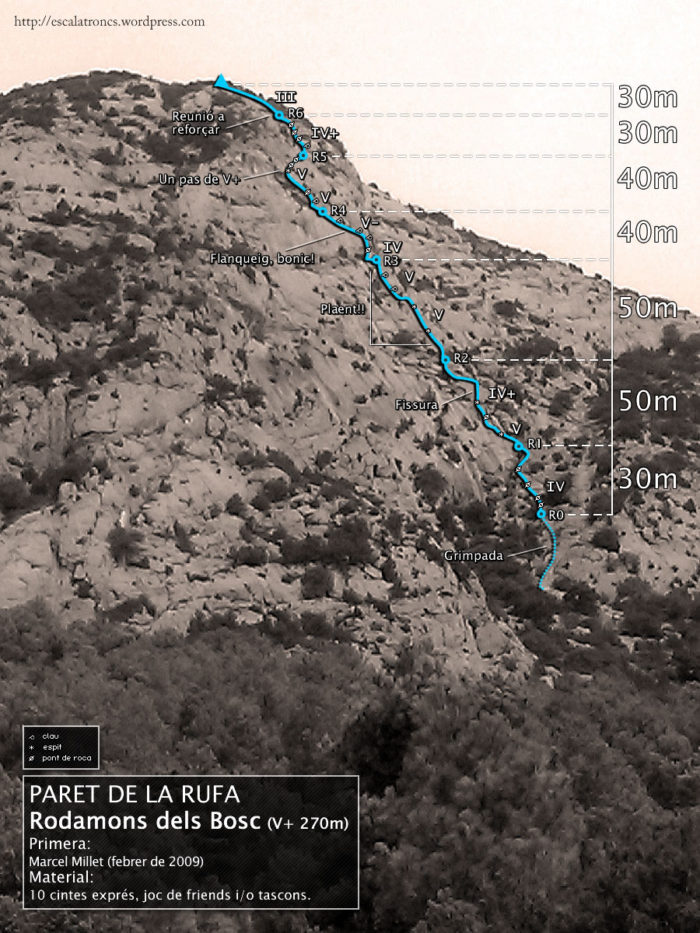 http://escalatroncs.wordpress.com
III
30m
Reunió a
reforçar
R6
IV+
30m
R5
Un pas de V+
V
40m
V
R4
V-
40m
Flanqueig, bonic!
IV
R3
V
Plaent!!
50m
V
R2
IV+
Fissura
50m
V
R1
30m
IV
R0
Grimpada
clau
espit
pont de roca
PARET DE LA RUFA
Rodamons dels Bosc (V+ 270m)
Primera:
Marcel Millet (febrer de 2009)
Material:
10 cintes exprés, joc de friends i/o tascons.